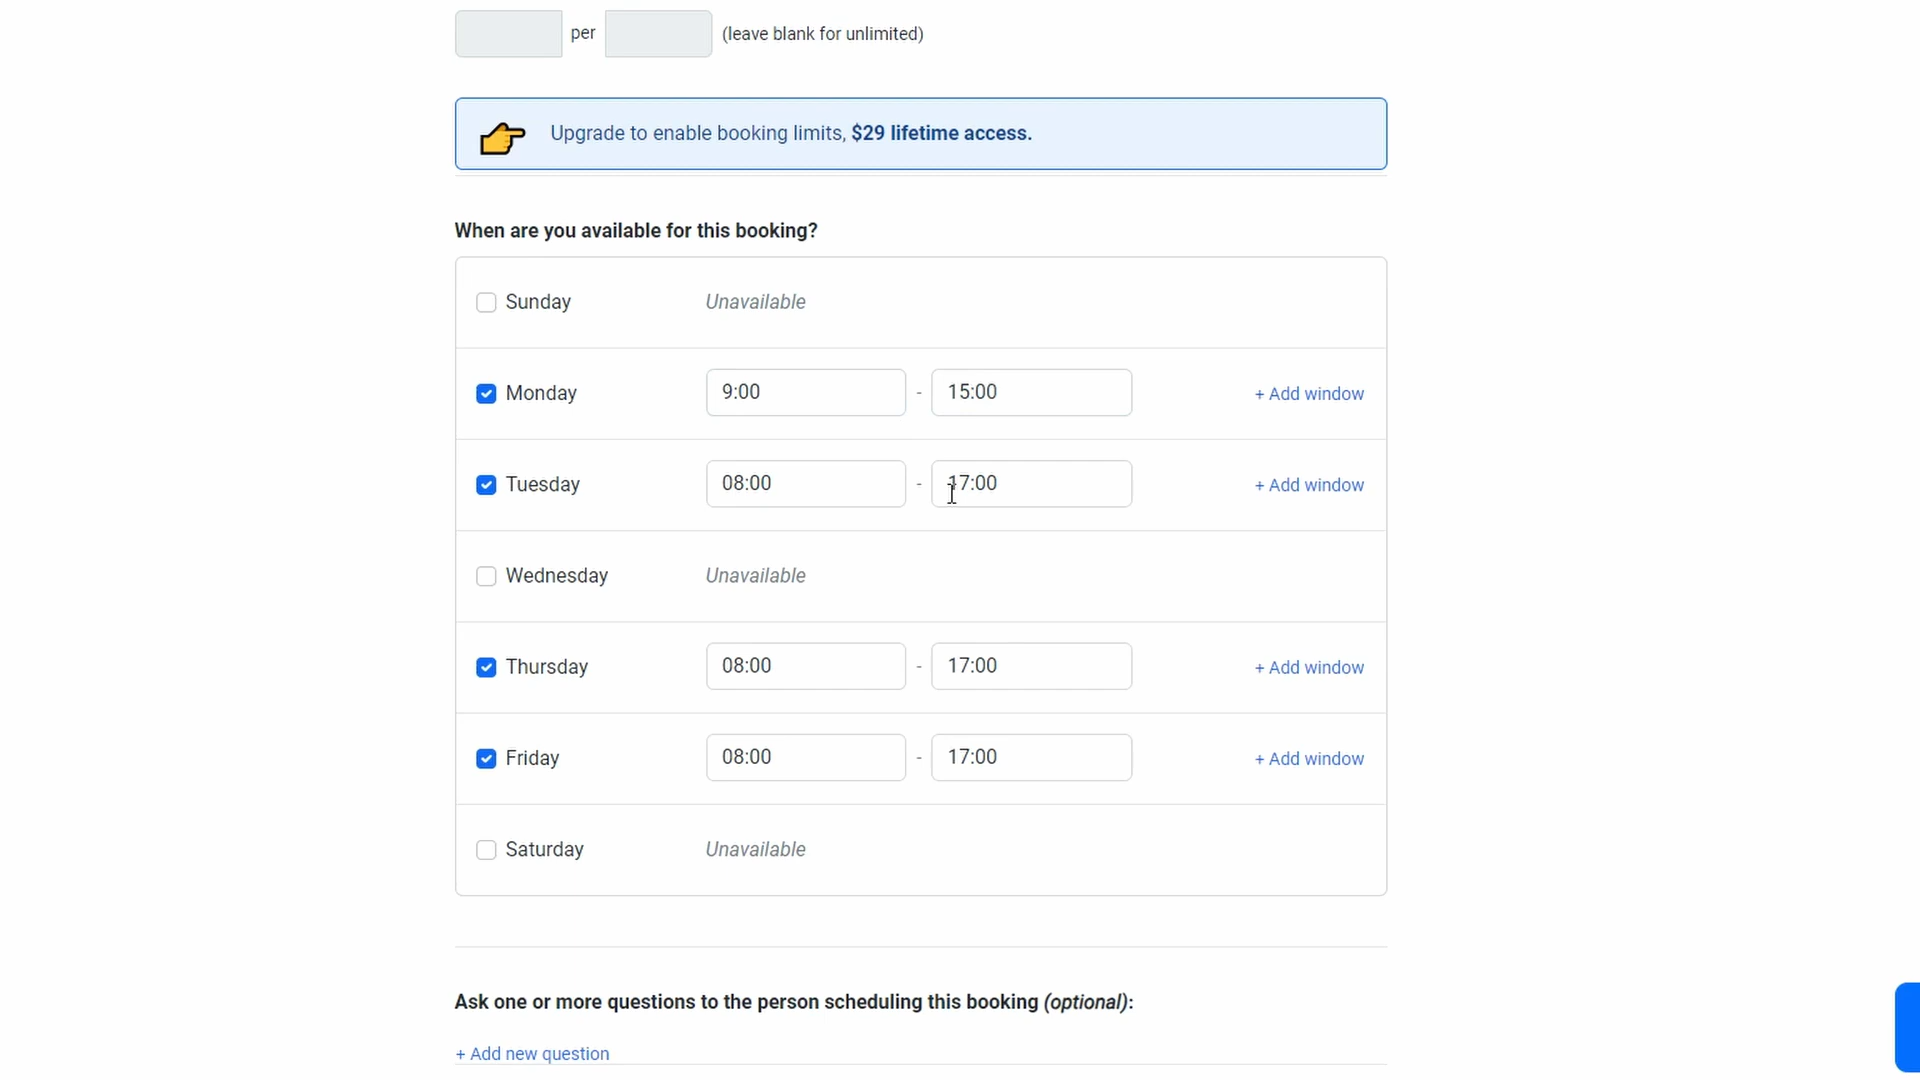 per (leave blank for unlimited)
Upgrade to enable booking limits, $29 lifetime access.
When are you available for this booking?
Sunday Unavailable
Monday 9:00 - 15:00 + Add window
Tuesday 08:00 - 17:00 + Add window
Wednesday Unavailable
Thursday 08:00 - 17:00 + Add window
Friday 08:00 - 17:00 + Add window
Saturday Unavailable
Ask one or more questions to the person scheduling this booking (optional):
+ Add new question